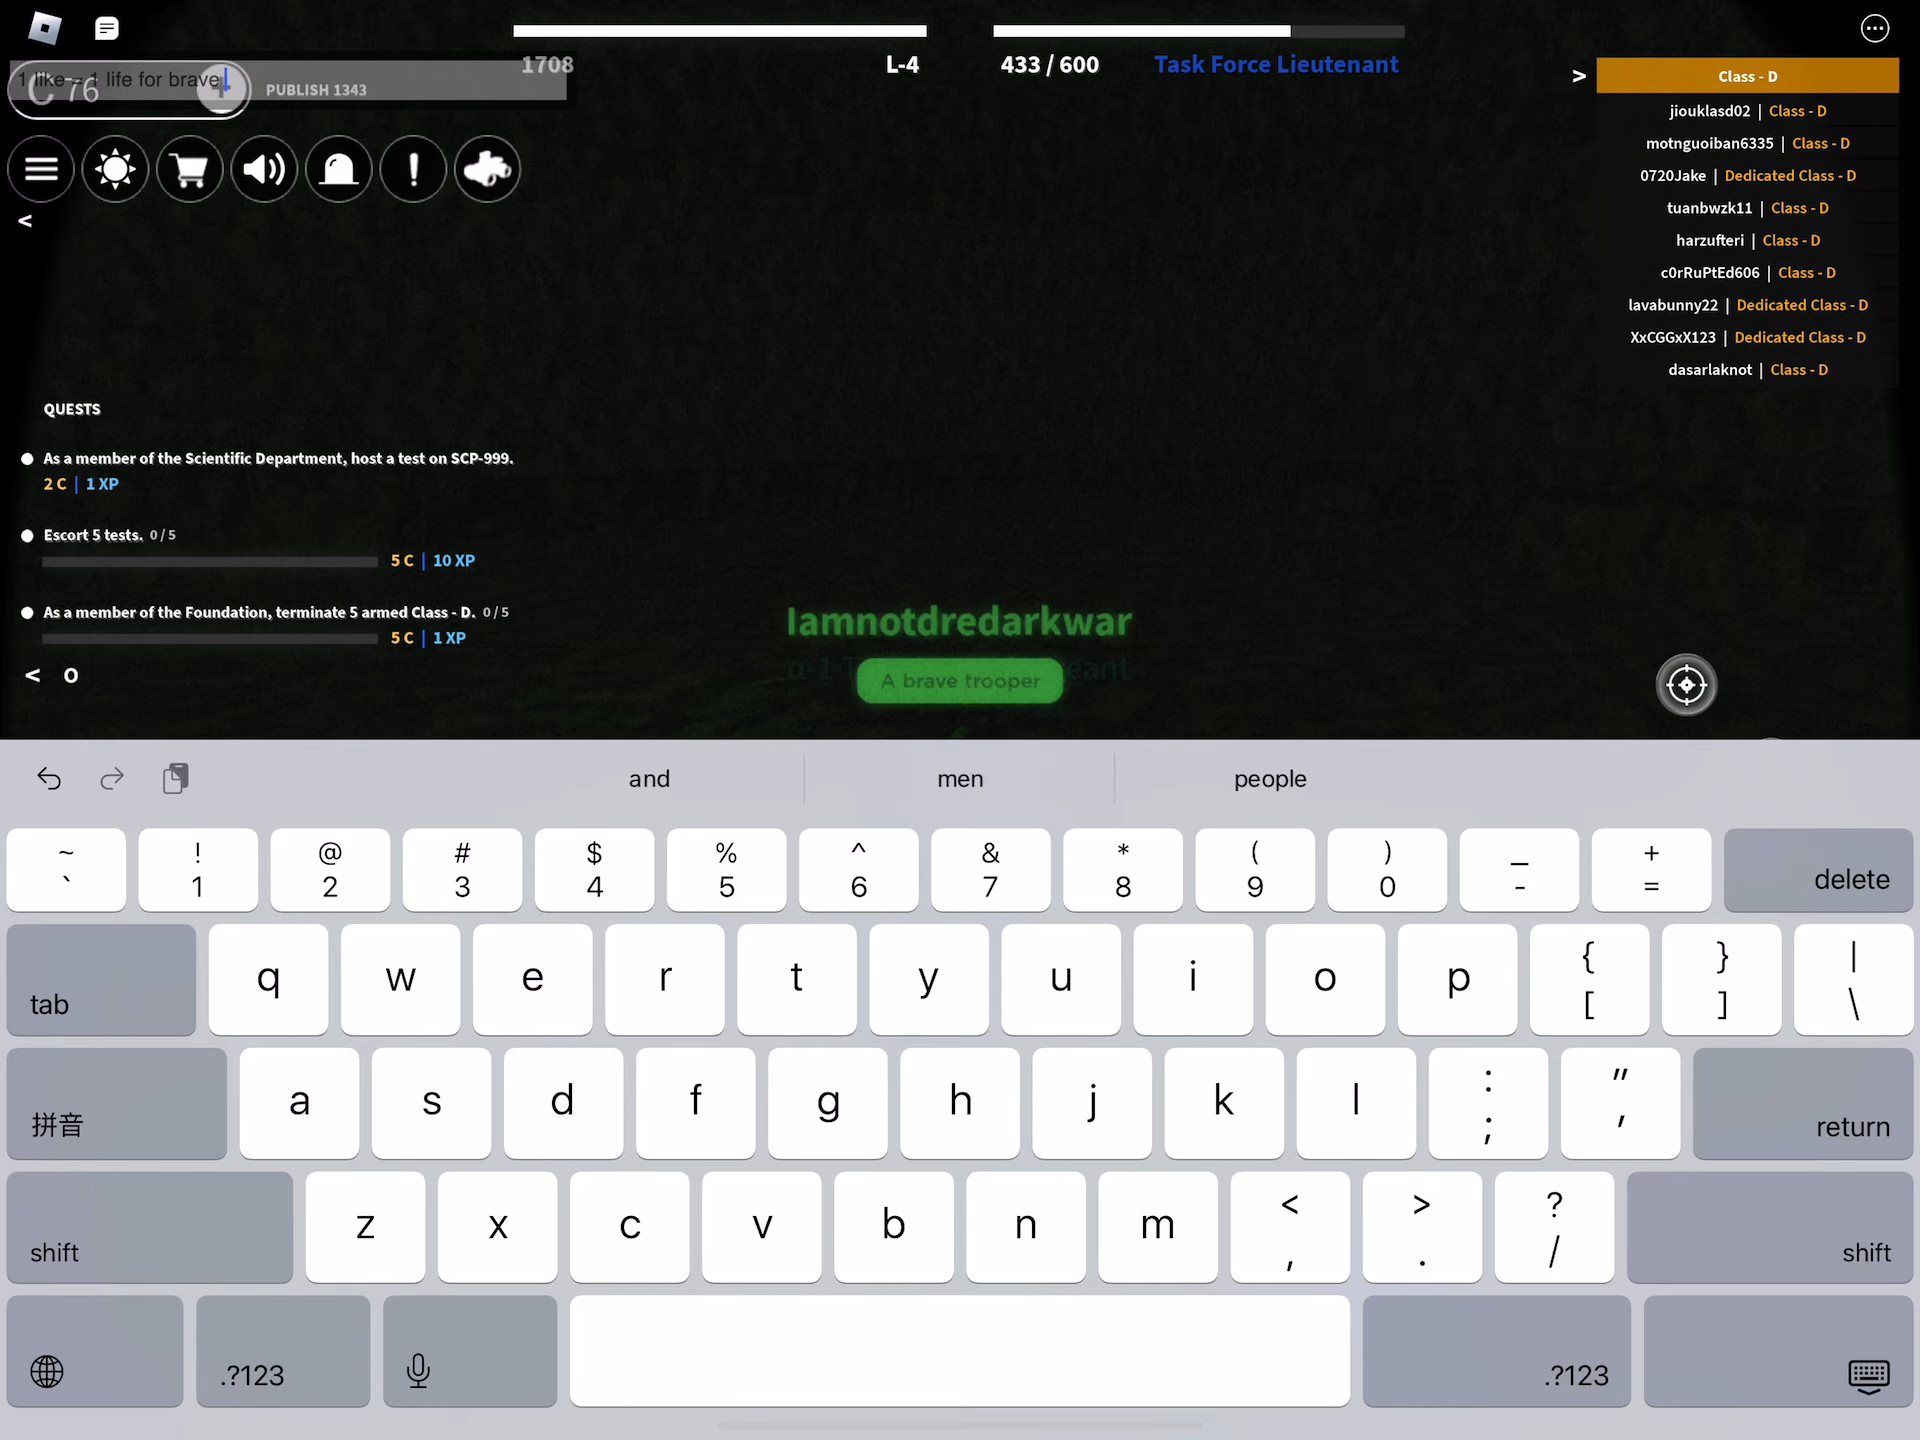 1 like = 1 life for brave
C 76
PUBLISH 1343
1708
L-4
433 / 600
Task Force Lieutenant
>
Class - D
jiouklasd02 | Class - D
motnguoiban6335 | Class - D
0720Jake | Dedicated Class - D
tuanbwzk11 | Class - D
harzufteri | Class - D
c0rRuPtEd606 | Class - D
lavabunny22 | Dedicated Class - D
XxCGGxX123 | Dedicated Class - D
dasarlaknot | Class - D
<
QUESTS
As a member of the Scientific Department, host a test on SCP-999.
2 C | 1 XP
Escort 5 tests. 0 / 5
5 C | 10 XP
As a member of the Foundation, terminate 5 armed Class - D. 0 / 5
5 C | 1 XP
< O
Iamnotdredarkwar
A brave trooper
and men people
~ ! @ # $ % ^ & * ( ) _ +
` 1 2 3 4 5 6 7 8 9 0 - = delete
tab q w e r t y u i o p { [ } ] | \
拼音 a s d f g h j k l : ; " ' return
shift z x c v b n m < , > . ? / shift
.?123 .?123